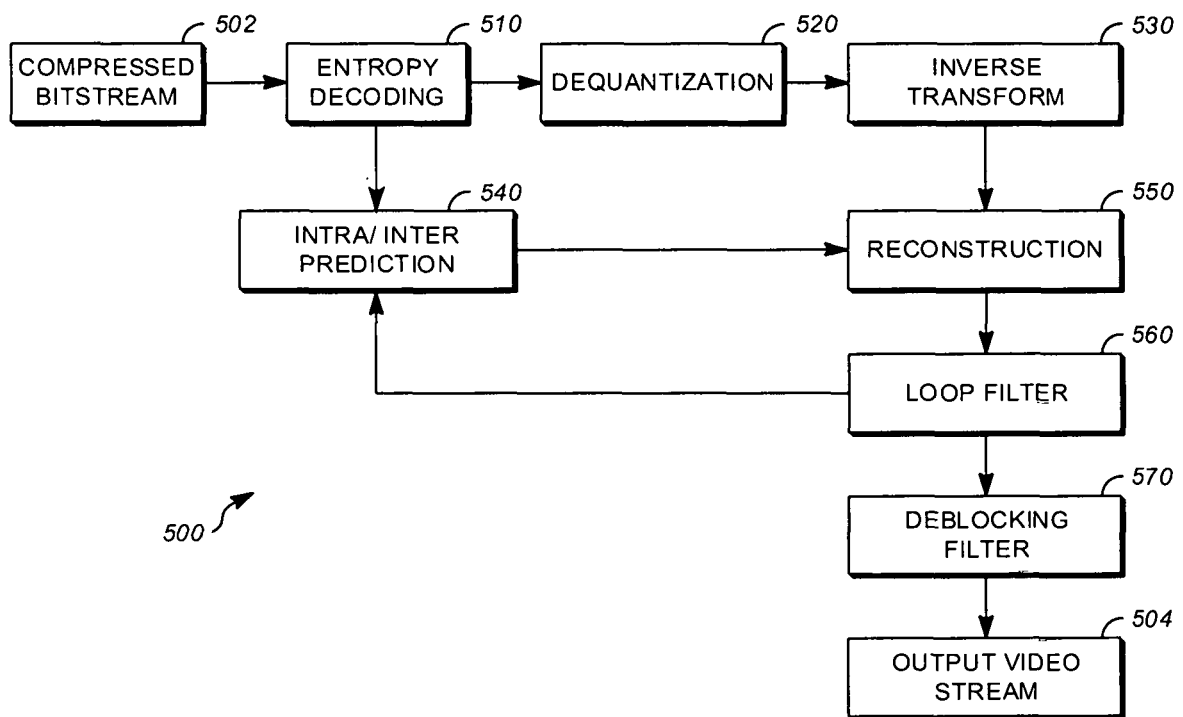 502
COMPRESSED
BITSTREAM
510
ENTROPY
DECODING
520
DEQUANTIZATION
530
INVERSE
TRANSFORM
540
INTRA/ INTER
PREDICTION
550
RECONSTRUCTION
560
LOOP FILTER
570
DEBLOCKING
FILTER
500
504
OUTPUT VIDEO
STREAM